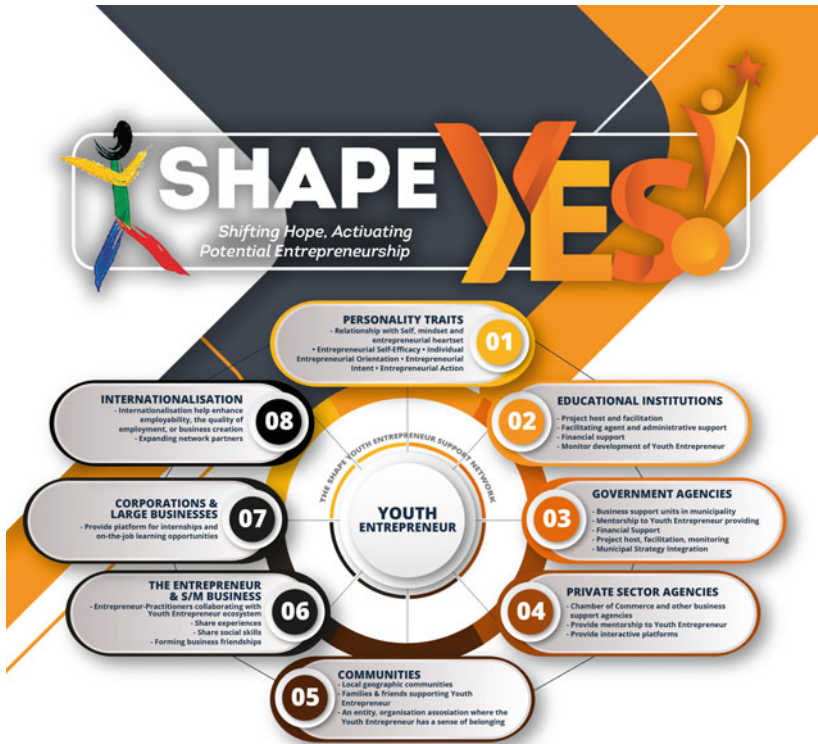 SHAPE YES!
Shifting Hope, Activating
Potential Entrepreneurship
PERSONALITY TRAITS
- Relationship with Self, mindset and
entrepreneurial heartset
• Entrepreneurial Self-Efficacy • Individual
Entrepreneurial Orientation • Entrepreneurial
Intent • Entrepreneurial Action
01
EDUCATIONAL INSTITUTIONS
- Project host and facilitation
- Facilitating agent and administrative support
- Financial support
- Monitor development of Youth Entrepreneur
02
GOVERNMENT AGENCIES
- Business support units in municipality
- Mentorship to Youth Entrepreneur providing
- Financial Support
- Project host, facilitation, monitoring
- Municipal Strategy Integration
03
PRIVATE SECTOR AGENCIES
- Chamber of Commerce and other business
support agencies
- Provide mentorship to Youth Entrepreneur
- Provide interactive platforms
04
COMMUNITIES
- Local geographic communities
- Families & friends supporting Youth
Entrepreneur
- An entity, organisation assosiation where the
Youth Entrepreneur has a sense of belonging
05
THE ENTREPRENEUR
& S/M BUSINESS
- Entrepreneur-Practitioners collaborating with
Youth Entrepreneur ecosystem
- Share experiences
- Share social skills
- Forming business friendships
06
CORPORATIONS &
LARGE BUSINESSES
- Provide platform for internships and
on-the-job learning opportunities
07
INTERNATIONALISATION
- Internationalisation help enhance
employability, the quality of
employment, or business creation
- Expanding network partners
08
THE SHAPE YOUTH ENTREPRENEUR SUPPORT NETWORK
YOUTH
ENTREPRENEUR